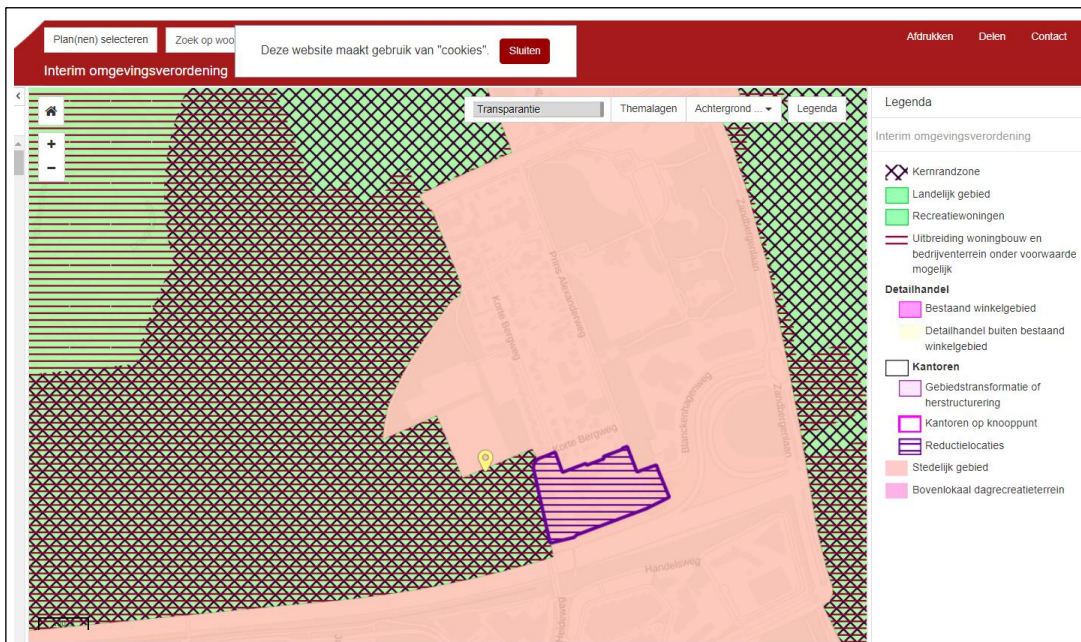 Plan(nen) selecteren
Zoek op woo
Deze website maakt gebruik van "cookies".
Sluiten
Afdrukken
Delen
Contact
Interim omgevingsverordening
Transparantie
Themalagen
Achtergrond ...
Legenda
Legenda
Interim omgevingsverordening
Kernrandzone
Landelijk gebied
Recreatiewoningen
Uitbreiding woningbouw en
bedrijventerrein onder voorwaarde
mogelijk
Detailhandel
Bestaand winkelgebied
Detailhandel buiten bestaand
winkelgebied
Kantoren
Gebiedstransformatie of
herstructurering
Kantoren op knooppunt
Reductielocaties
Stedelijk gebied
Bovenlokaal dagrecreatieterrein
Zandbergenlaan
Prins Alexanderweg
Korte Bergweg
Blanckenhagenweg
Zandbergenlaan
Korte Bergweg
Handelsweg